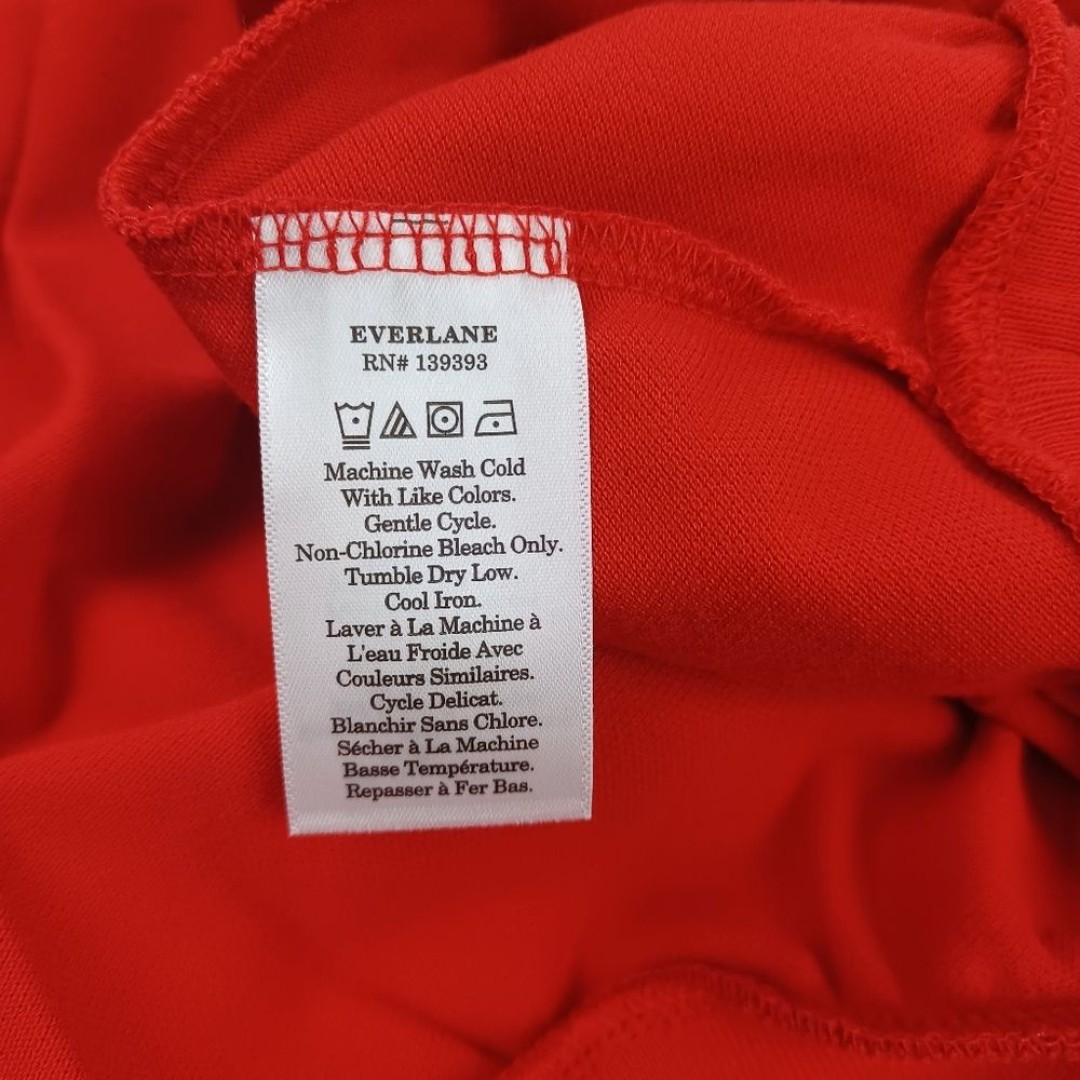 EVERLANE
RN# 139393
Machine Wash Cold
With Like Colors.
Gentle Cycle.
Non-Chlorine Bleach Only.
Tumble Dry Low.
Cool Iron.
Laver à La Machine à
L'eau Froide Avec
Couleurs Similaires.
Cycle Delicat.
Blanchir Sans Chlore.
Sécher à La Machine
Basse Température.
Repasser à Fer Bas.